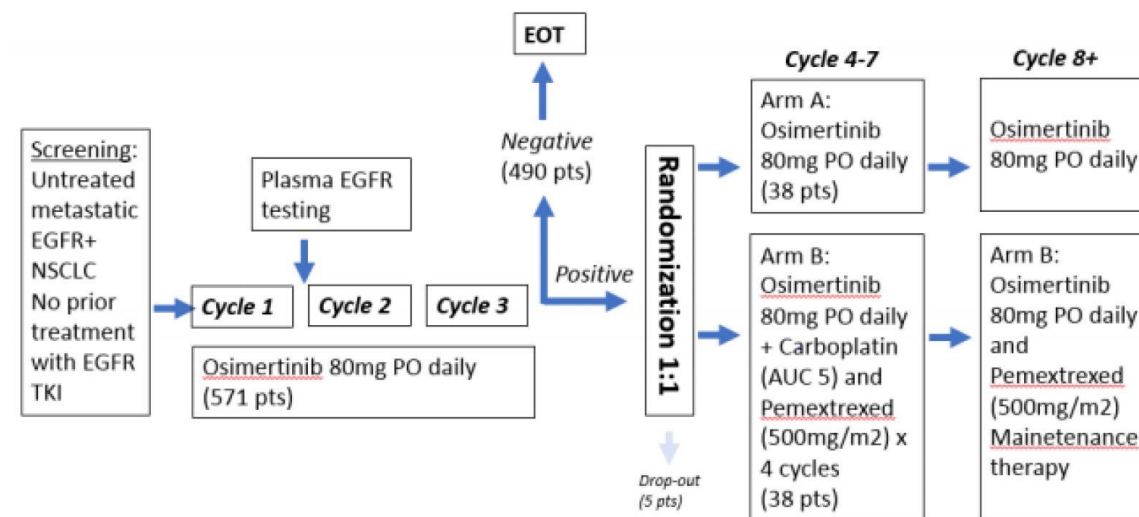 EOT
Cycle 4-7
Cycle 8+
Screening:
Untreated
metastatic
EGFR+
NSCLC
No prior
treatment
with EGFR
TKI
Plasma EGFR
testing
Cycle 1
Cycle 2
Cycle 3
Osimertinib 80mg PO daily
(571 pts)
Negative
(490 pts)
Positive
Randomization 1:1
Drop-out
(5 pts)
Arm A:
Osimertinib
80mg PO daily
(38 pts)
Osimertinib
80mg PO daily
Arm B:
Osimertinib
80mg PO daily
+ Carboplatin
(AUC 5) and
Pemextrexed
(500mg/m2) x
4 cycles
(38 pts)
Arm B:
Osimertinib
80mg PO daily
and
Pemextrexed
(500mg/m2)
Mainetenance
therapy